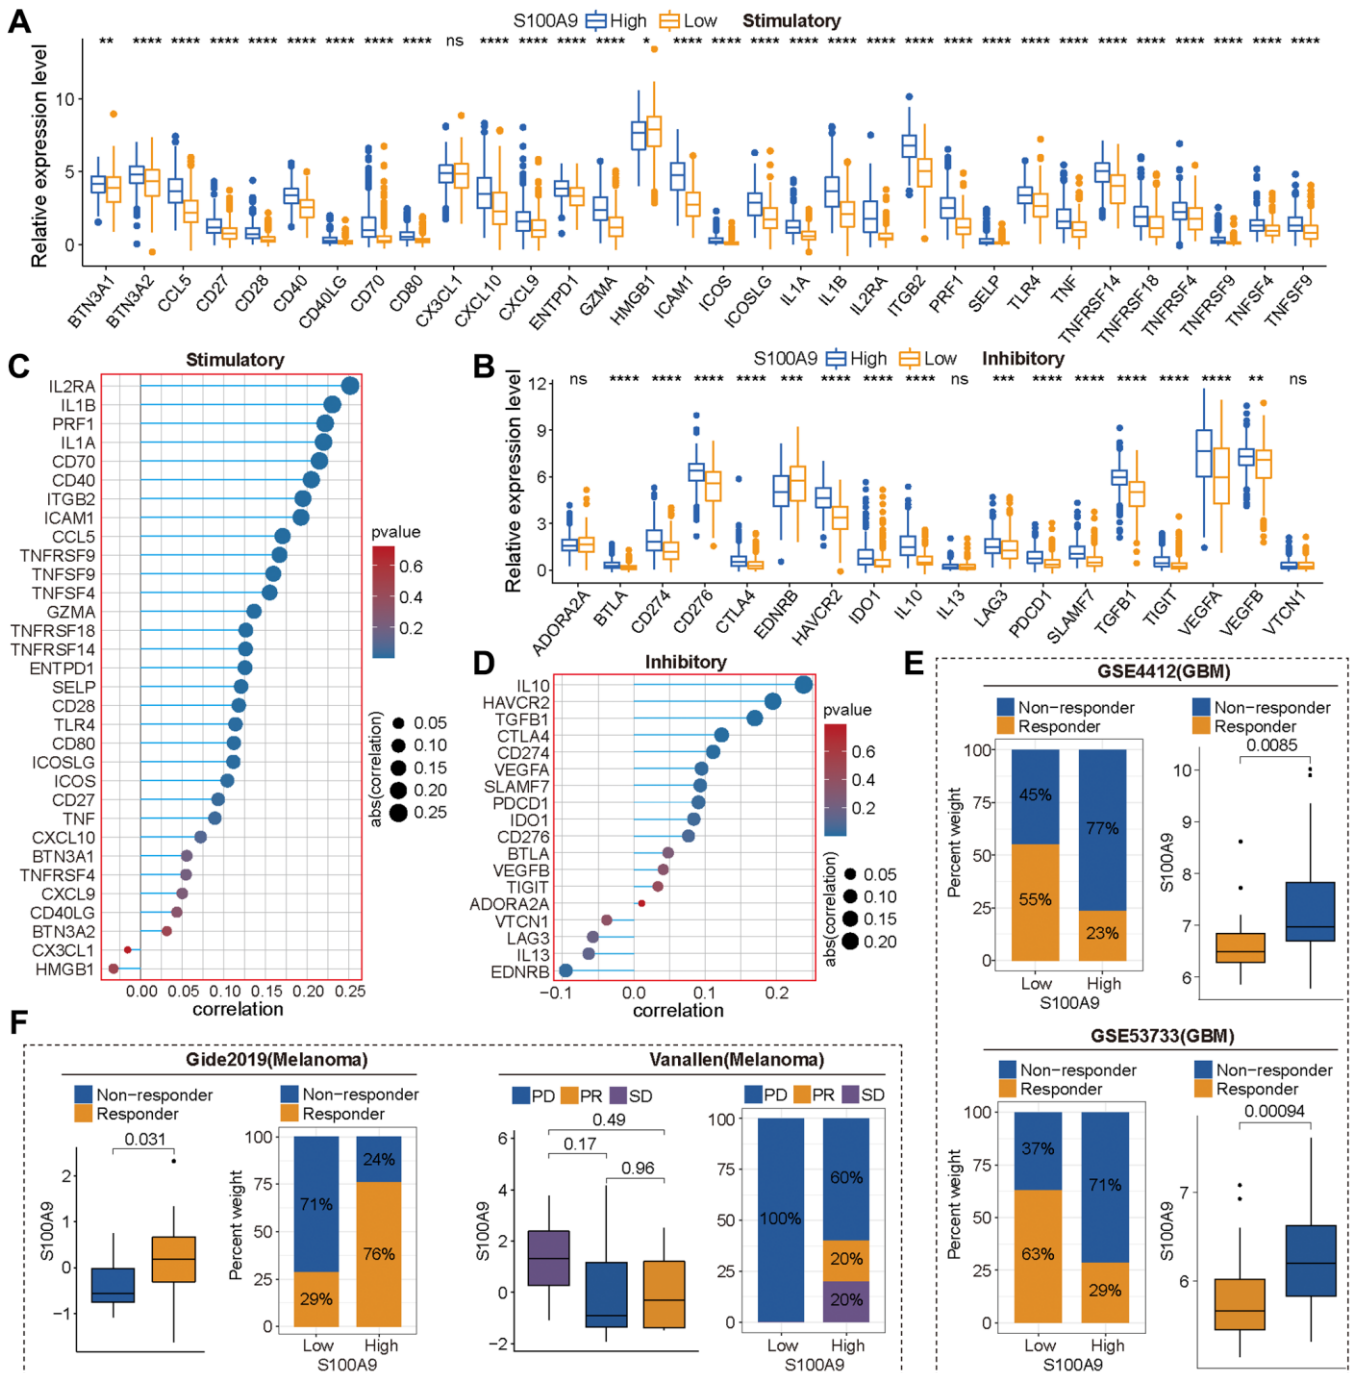 A
S100A9 High Low Stimulatory
** **** **** **** **** **** **** **** **** ns **** **** **** **** * **** **** **** **** **** **** **** **** **** **** **** **** **** **** **** **** ****
Relative expression level
10
5
0
BTN3A1 BTN3A2 CCL5 CD27 CD28 CD40 CD40LG CD70 CD80 CX3CL1 CXCL10 CXCL9 ENTPD1 GZMA HMGB1 ICAM1 ICOS ICOSLG IL1A IL1B IL2RA ITGB2 PRF1 SELP TLR4 TNF TNFRSF14 TNFRSF18 TNFRSF4 TNFRSF9 TNFSF4 TNFSF9
C
Stimulatory
IL2RA
IL1B
PRF1
IL1A
CD70
CD40
ITGB2
ICAM1
CCL5
TNFRSF9
TNFSF9
TNFSF4
GZMA
TNFRSF18
TNFRSF14
ENTPD1
SELP
CD28
TLR4
CD80
ICOSLG
ICOS
CD27
TNF
CXCL10
BTN3A1
TNFRSF4
CXCL9
CD40LG
BTN3A2
CX3CL1
HMGB1
0.00 0.05 0.10 0.15 0.20 0.25
correlation
pvalue
0.6
0.4
0.2
abs(correlation)
0.05
0.10
0.15
0.20
0.25
B
S100A9 High Low Inhibitory
ns **** **** **** **** *** **** **** **** ns *** **** **** **** **** **** ** ns
Relative expression level
12
9
6
3
0
ADORA2A BTLA CD274 CD276 CTLA4 EDNRB HAVCR2 IDO1 IL10 IL13 LAG3 PDCD1 SLAMF7 TGFB1 TIGIT VEGFA VEGFB VTCN1
D
Inhibitory
IL10
HAVCR2
TGFB1
CTLA4
CD274
VEGFA
SLAMF7
PDCD1
IDO1
CD276
BTLA
VEGFB
TIGIT
ADORA2A
VTCN1
LAG3
IL13
EDNRB
−0.1 0.0 0.1 0.2
correlation
pvalue
0.6
0.4
0.2
abs(correlation)
0.05
0.10
0.15
0.20
E
GSE4412(GBM)
Non−responder
Responder
Percent weight
100
75
50
25
0
45%
55%
77%
23%
Low High
S100A9
Non−responder
Responder
0.0085
S100A9
10
9
8
7
6
GSE53733(GBM)
Non−responder
Responder
Percent weight
100
75
50
25
0
37%
63%
71%
29%
Low High
S100A9
Non−responder
Responder
0.00094
S100A9
7
6
F
Gide2019(Melanoma)
Non−responder
Responder
0.031
S100A9
2
1
0
−1
Non−responder
Responder
Percent weight
100
75
50
25
0
71%
29%
24%
76%
Low High
S100A9
Vanallen(Melanoma)
PD PR SD
0.49
0.17
0.96
S100A9
6
4
2
0
−2
PD PR SD
Percent weight
100
75
50
25
0
100%
60%
20%
20%
Low High
S100A9